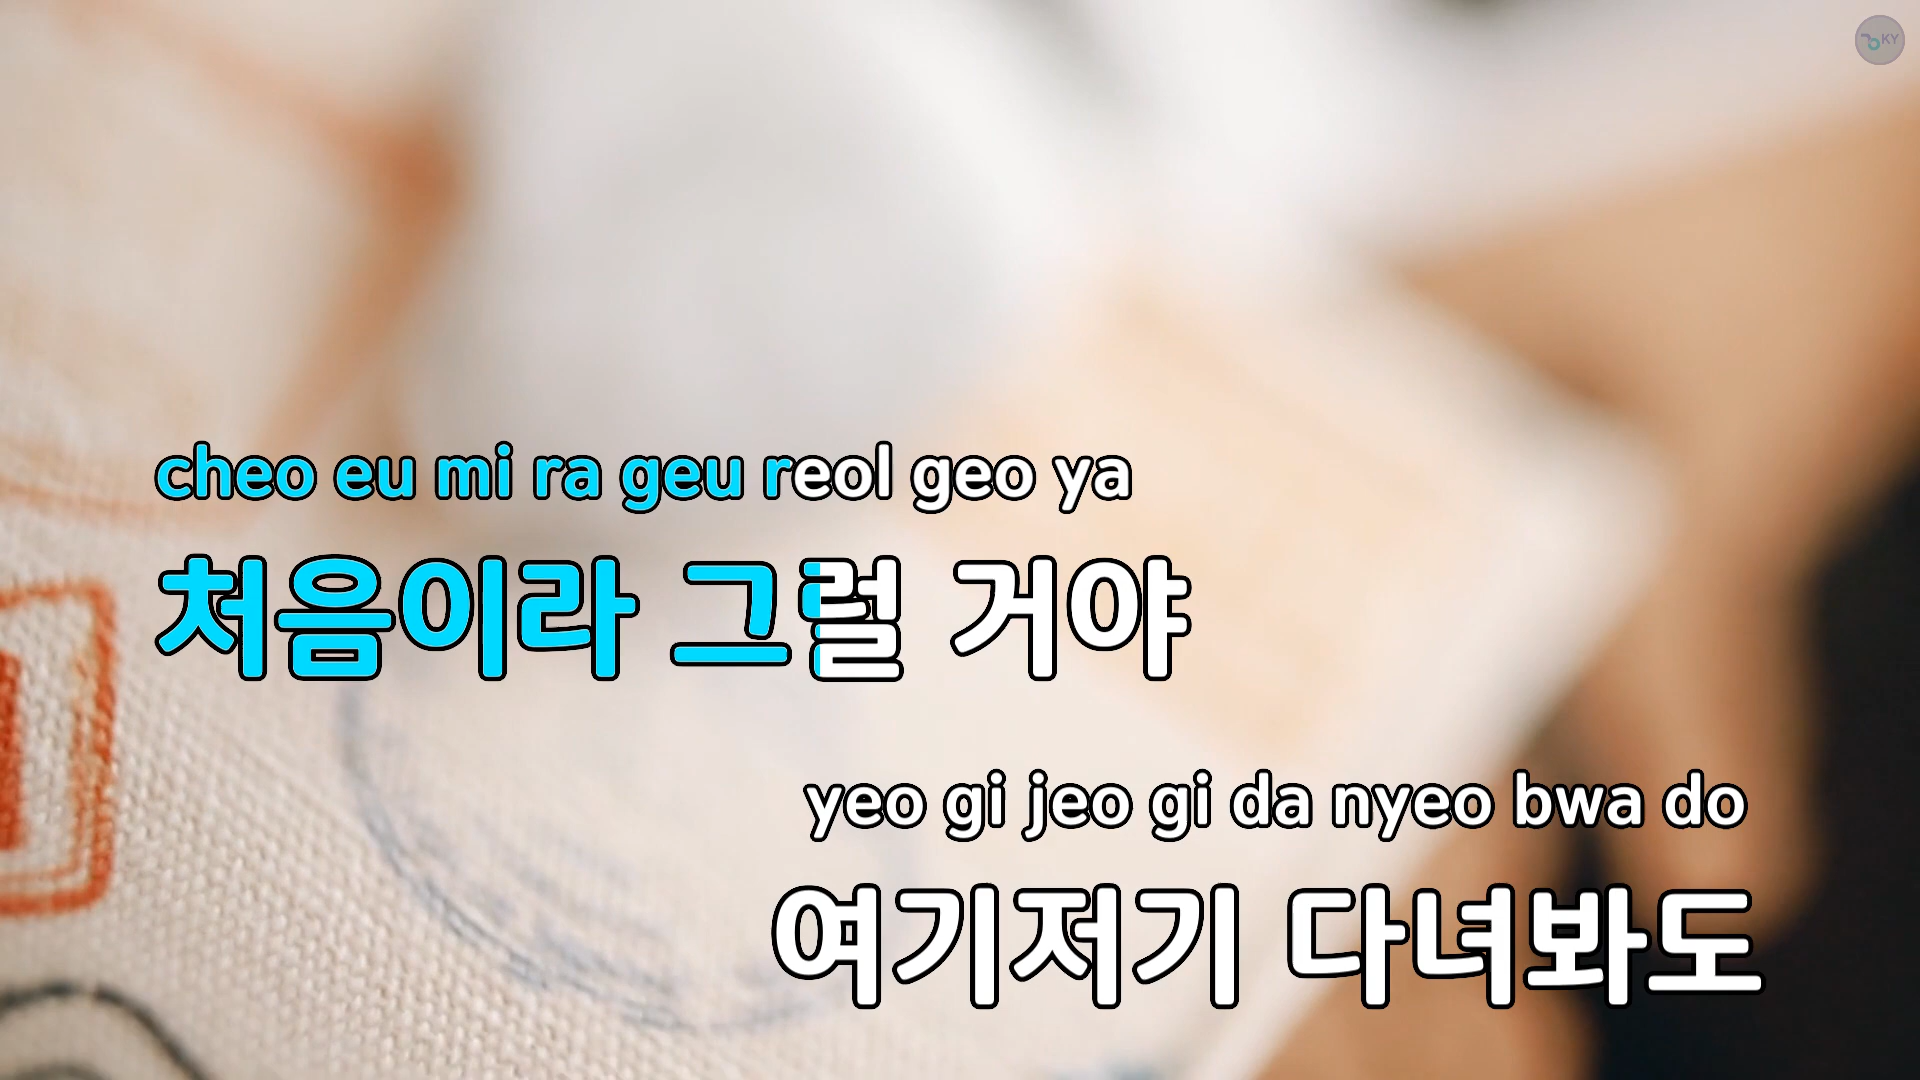 KY
cheo eu mi ra geu reol geo ya
처음이라 그럴 거야
yeo gi jeo gi da nyeo bwa do
여기저기 다녀봐도